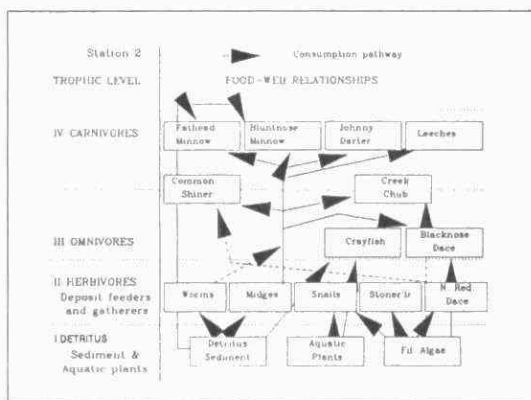 Station 2
Consumption pathway
TROPHIC LEVEL
FOOD-WEB RELATIONSHIPS
IV CARNIVORES
Fathead Minnow
Bluntnose Minnow
Johnny Darter
Leeches
Common Shiner
Creek Chub
III OMNIVORES
Crayfish
Blacknose Dace
II HERBIVORES
Deposit feeders
and gatherers
Worms
Midges
Snails
N. Red. Dace
I DETRITUS
Sediment &
Aquatic plants
Detritus Sediment
Aquatic Plants
Fil. Algae